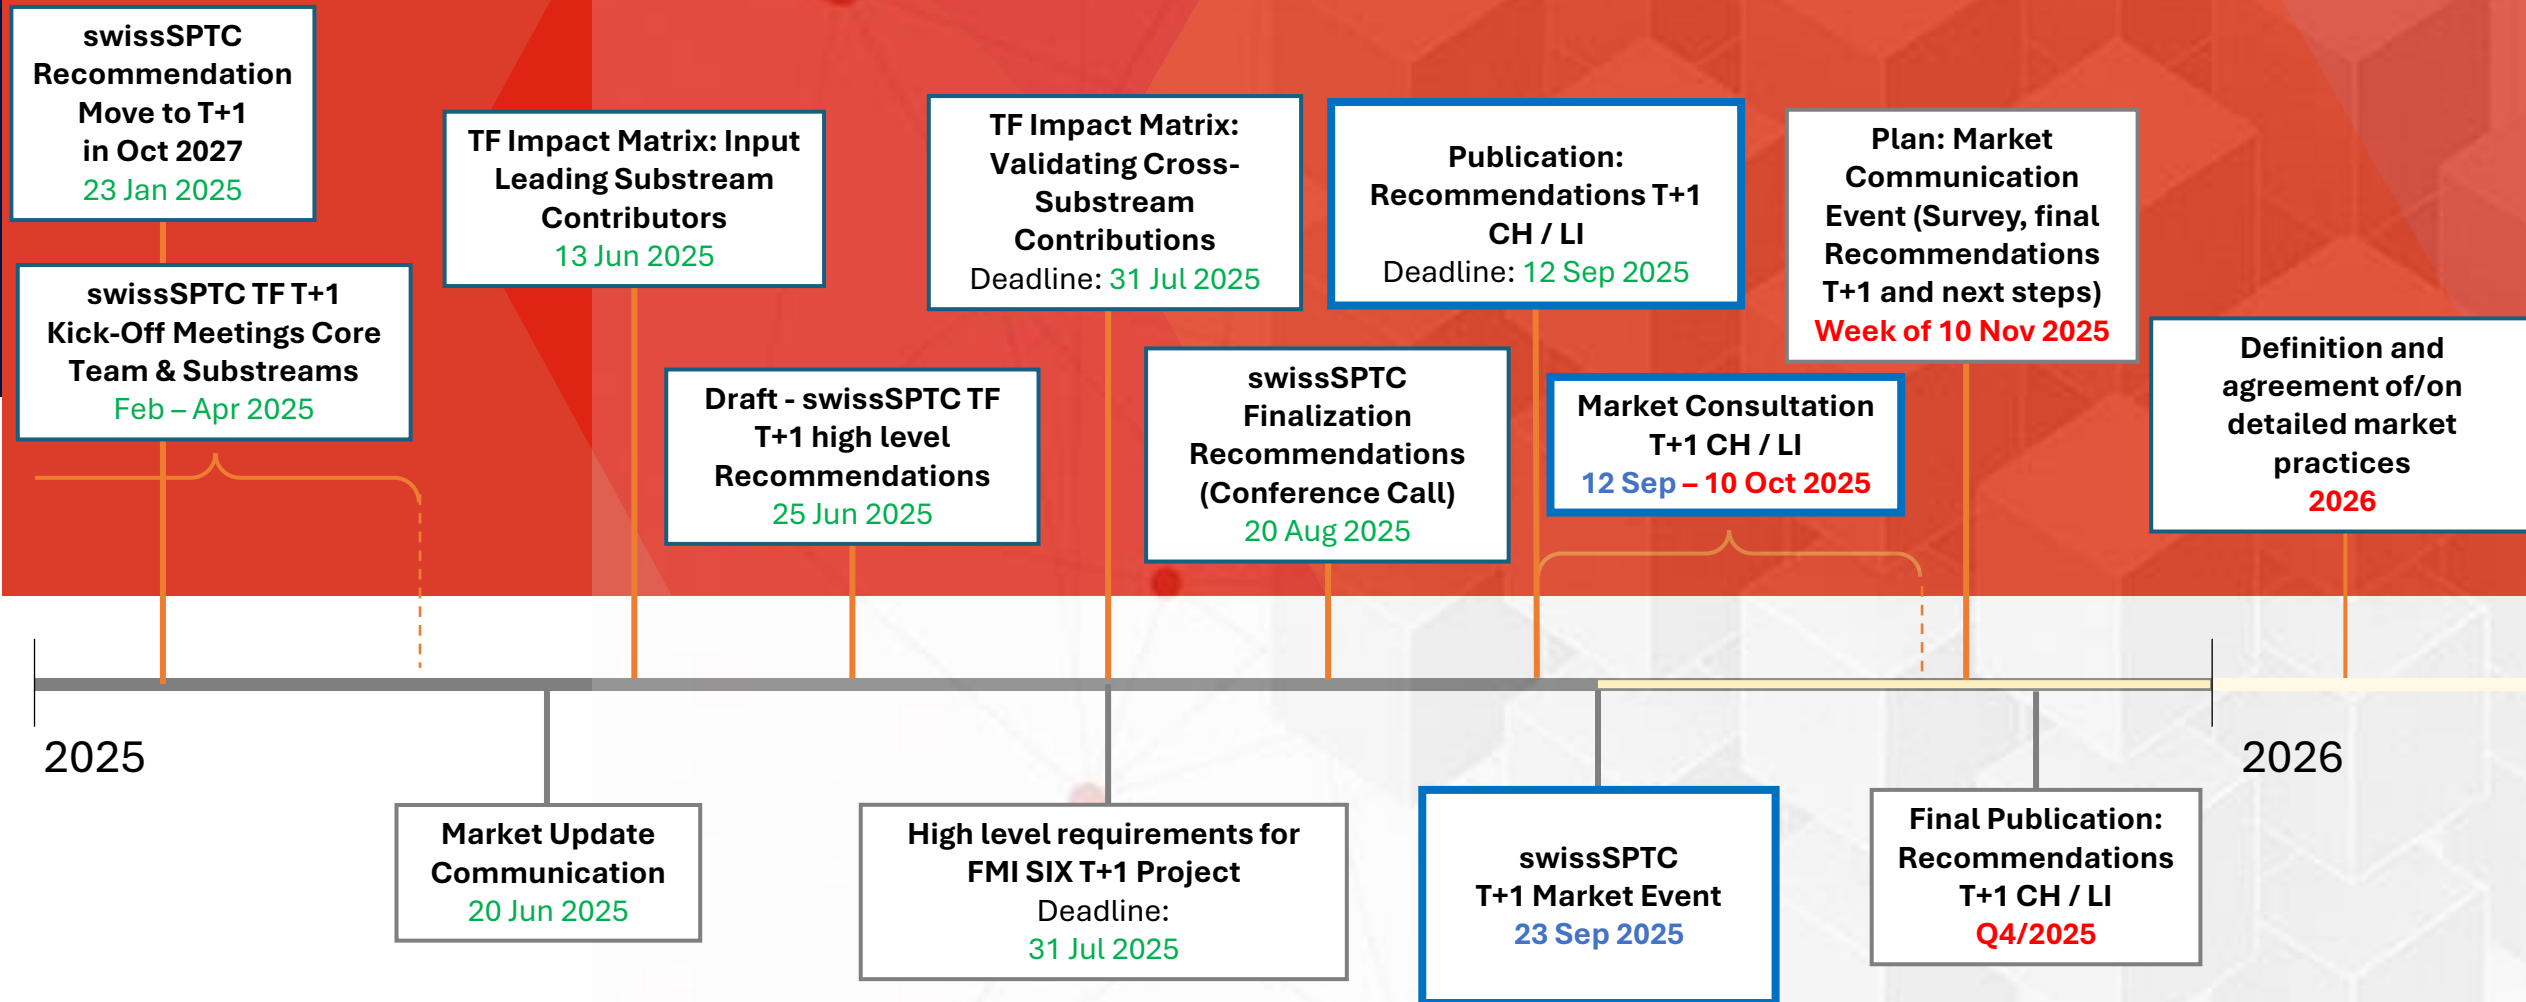 swissSPTC
Recommendation
Move to T+1
in Oct 2027
23 Jan 2025
swissSPTC TF T+1
Kick-Off Meetings Core
Team & Substreams
Feb – Apr 2025
TF Impact Matrix: Input
Leading Substream
Contributors
13 Jun 2025
Draft - swissSPTC TF
T+1 high level
Recommendations
25 Jun 2025
TF Impact Matrix:
Validating Cross-
Substream
Contributions
Deadline: 31 Jul 2025
swissSPTC
Finalization
Recommendations
(Conference Call)
20 Aug 2025
Publication:
Recommendations T+1
CH / LI
Deadline: 12 Sep 2025
Market Consultation
T+1 CH / LI
12 Sep – 10 Oct 2025
Plan: Market
Communication
Event (Survey, final
Recommendations
T+1 and next steps)
Week of 10 Nov 2025
Definition and
agreement of/on
detailed market
practices
2026
2025
2026
Market Update
Communication
20 Jun 2025
High level requirements for
FMI SIX T+1 Project
Deadline:
31 Jul 2025
swissSPTC
T+1 Market Event
23 Sep 2025
Final Publication:
Recommendations
T+1 CH / LI
Q4/2025